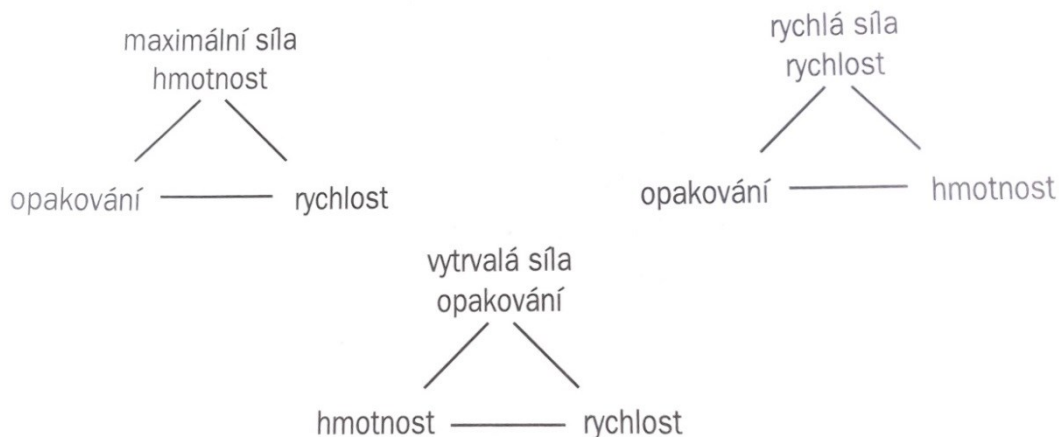 maximální síla
hmotnost
opakování
rychlost
rychlá síla
rychlost
opakování
hmotnost
vytrvalá síla
opakování
hmotnost
rychlost